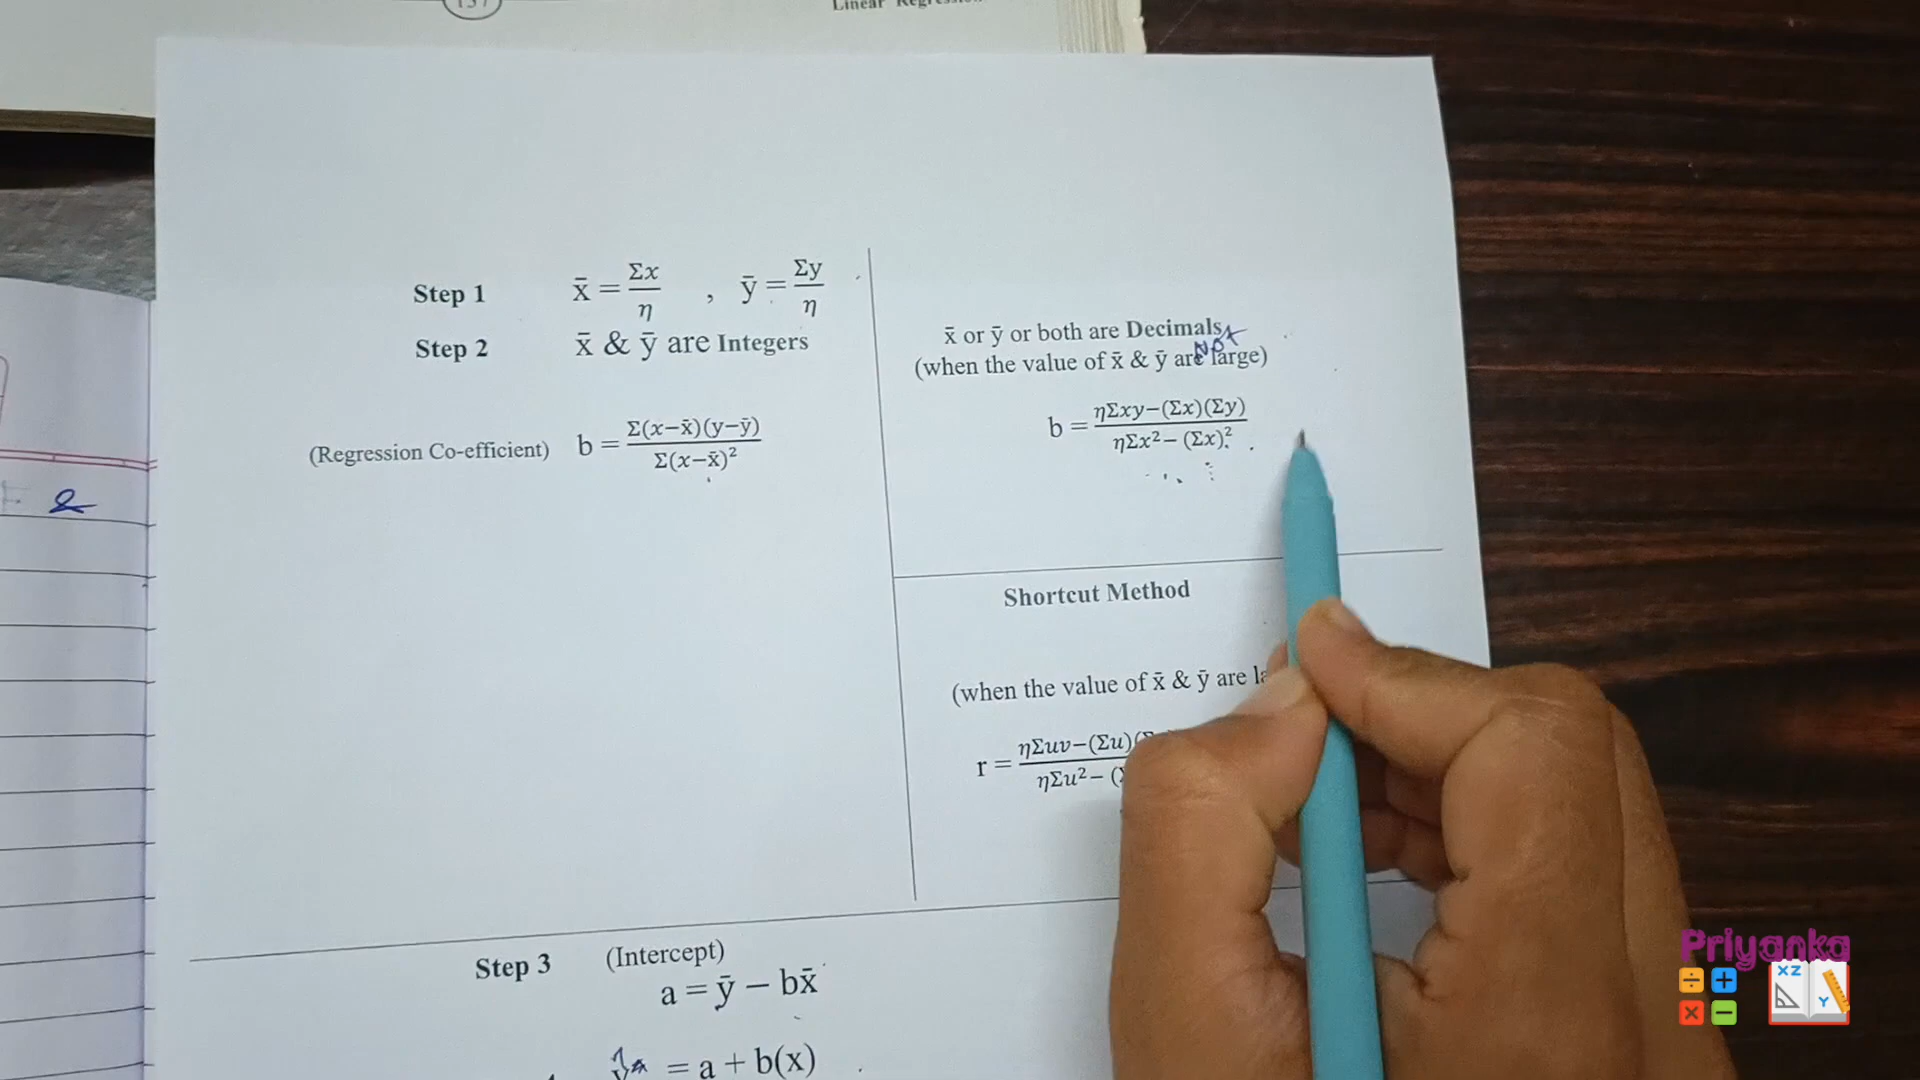 137
Linear Regression
Step 1 x̄ = Σx/η , ȳ = Σy/η
Step 2 x̄ & ȳ are Integers
(Regression Co-efficient) b = Σ(x−x̄)(y−ȳ)/Σ(x−x̄)²
x̄ or ȳ or both are Decimals
(when the value of x̄ & ȳ are NOT large)
b = ηΣxy−(Σx)(Σy)/ηΣx²− (Σx)²
Shortcut Method
(when the value of x̄ & ȳ are
r = ηΣuv−(Σu)(/ηΣu²− (
Step 3 (Intercept)
a = ȳ − bx̄
= a + b(x)
&
Priyanka
÷ + XZ
× − Y